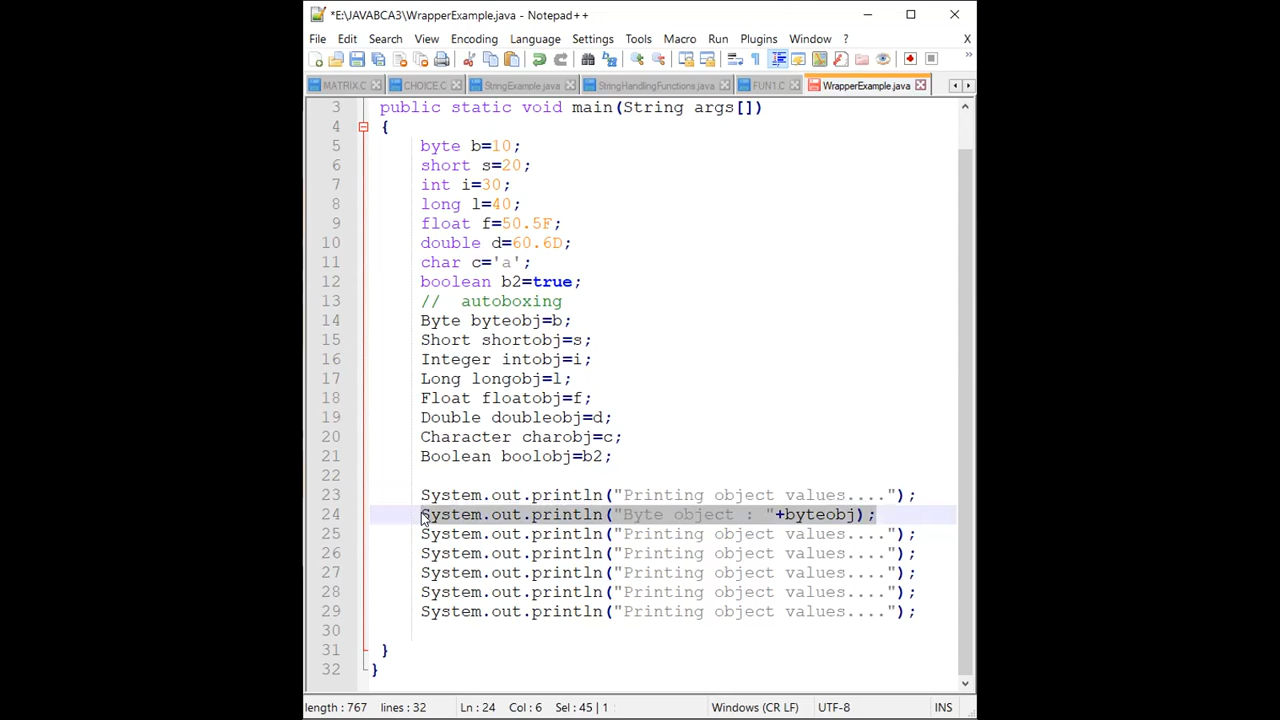 *E:\JAVABCA3\WrapperExample.java - Notepad++
File Edit Search View Encoding Language Settings Tools Macro Run Plugins Window ? X
MATRIX.C CHOICE.C StringExample.java StringHandlingFunctions.java FUN1.C WrapperExample.java
3 public static void main(String args[])
4 {
5 byte b=10;
6 short s=20;
7 int i=30;
8 long l=40;
9 float f=50.5F;
10 double d=60.6D;
11 char c='a';
12 boolean b2=true;
13 // autoboxing
14 Byte byteobj=b;
15 Short shortobj=s;
16 Integer intobj=i;
17 Long longobj=l;
18 Float floatobj=f;
19 Double doubleobj=d;
20 Character charobj=c;
21 Boolean boolobj=b2;
22
23 System.out.println("Printing object values....");
24 System.out.println("Byte object : "+byteobj);
25 System.out.println("Printing object values....");
26 System.out.println("Printing object values....");
27 System.out.println("Printing object values....");
28 System.out.println("Printing object values....");
29 System.out.println("Printing object values....");
30
31 }
32 }
length : 767 lines : 32 Ln : 24 Col : 6 Sel : 45 | 1 Windows (CR LF) UTF-8 INS